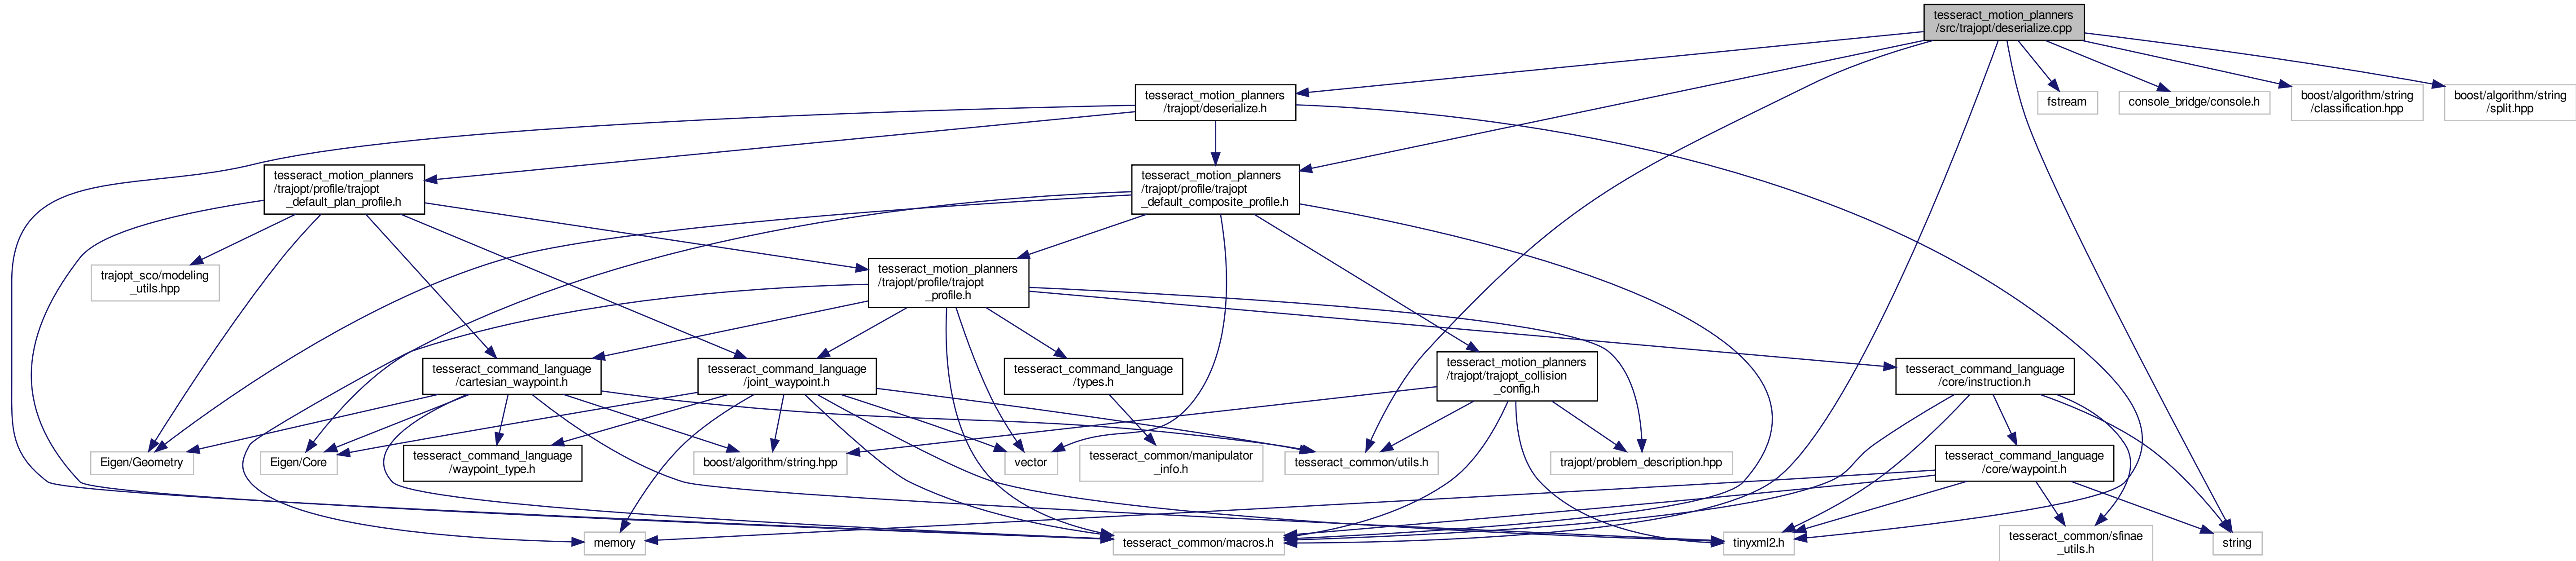 tesseract_motion_planners
/src/trajopt/deserialize.cpp
tesseract_motion_planners
/trajopt/deserialize.h
fstream
console_bridge/console.h
boost/algorithm/string
/classification.hpp
boost/algorithm/string
/split.hpp
tesseract_motion_planners
/trajopt/profile/trajopt
_default_plan_profile.h
tesseract_motion_planners
/trajopt/profile/trajopt
_default_composite_profile.h
trajopt_sco/modeling
_utils.hpp
tesseract_motion_planners
/trajopt/profile/trajopt
_profile.h
tesseract_command_language
/cartesian_waypoint.h
tesseract_command_language
/joint_waypoint.h
tesseract_command_language
/types.h
tesseract_motion_planners
/trajopt/trajopt_collision
_config.h
tesseract_command_language
/core/instruction.h
Eigen/Geometry
Eigen/Core
tesseract_command_language
/waypoint_type.h
boost/algorithm/string.hpp
vector
tesseract_common/manipulator
_info.h
tesseract_common/utils.h
trajopt/problem_description.hpp
tesseract_command_language
/core/waypoint.h
memory
tesseract_common/macros.h
tinyxml2.h
tesseract_common/sfinae
_utils.h
string